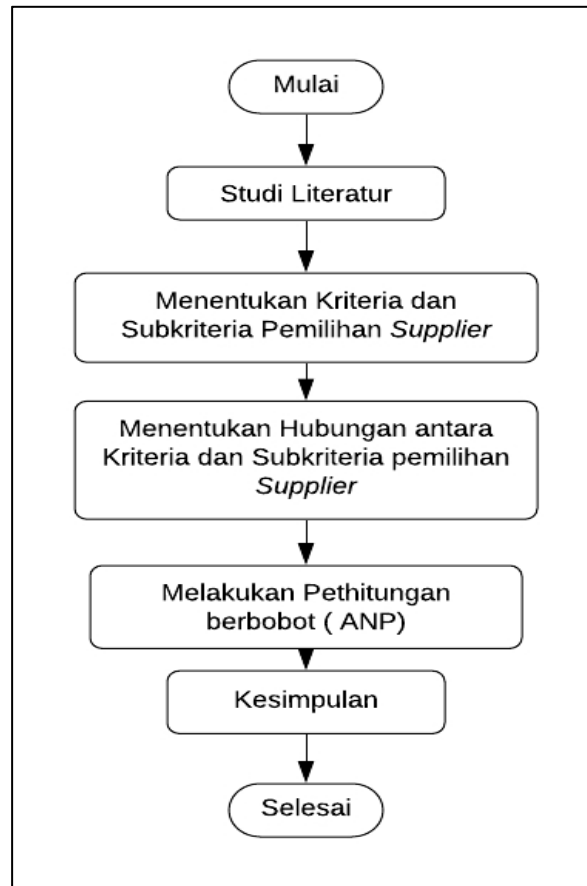 Mulai
Studi Literatur
Menentukan Kriteria dan
Subkriteria Pemilihan Supplier
Menentukan Hubungan antara
Kriteria dan Subkriteria pemilihan
Supplier
Melakukan Pethitungan
berbobot ( ANP)
Kesimpulan
Selesai